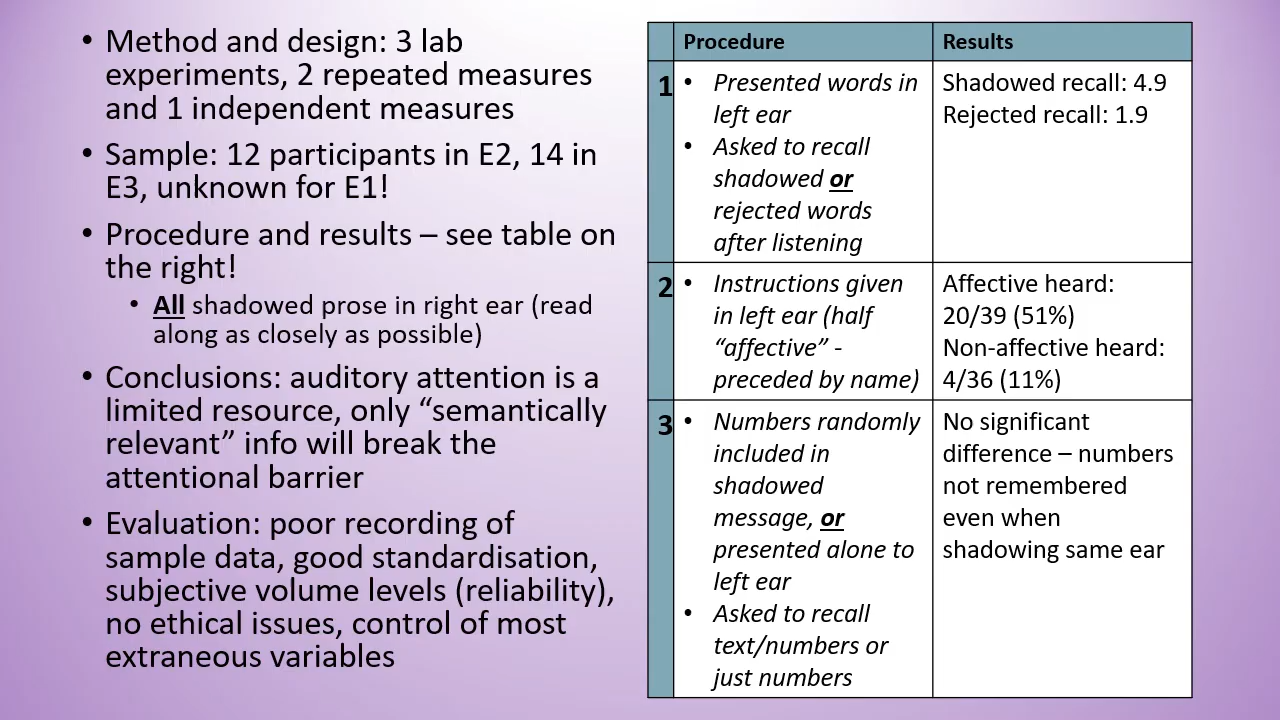 • Method and design: 3 lab
experiments, 2 repeated measures
and 1 independent measures
• Sample: 12 participants in E2, 14 in
E3, unknown for E1!
• Procedure and results – see table on
the right!
• All shadowed prose in right ear (read
along as closely as possible)
• Conclusions: auditory attention is a
limited resource, only “semantically
relevant” info will break the
attentional barrier
• Evaluation: poor recording of
sample data, good standardisation,
subjective volume levels (reliability),
no ethical issues, control of most
extraneous variables
Procedure
Results
1
• Presented words in
left ear
• Asked to recall
shadowed or
rejected words
after listening
Shadowed recall: 4.9
Rejected recall: 1.9
2
• Instructions given
in left ear (half
“affective” -
preceded by name)
Affective heard:
20/39 (51%)
Non-affective heard:
4/36 (11%)
3
• Numbers randomly
included in
shadowed
message, or
presented alone to
left ear
• Asked to recall
text/numbers or
just numbers
No significant
difference – numbers
not remembered
even when
shadowing same ear